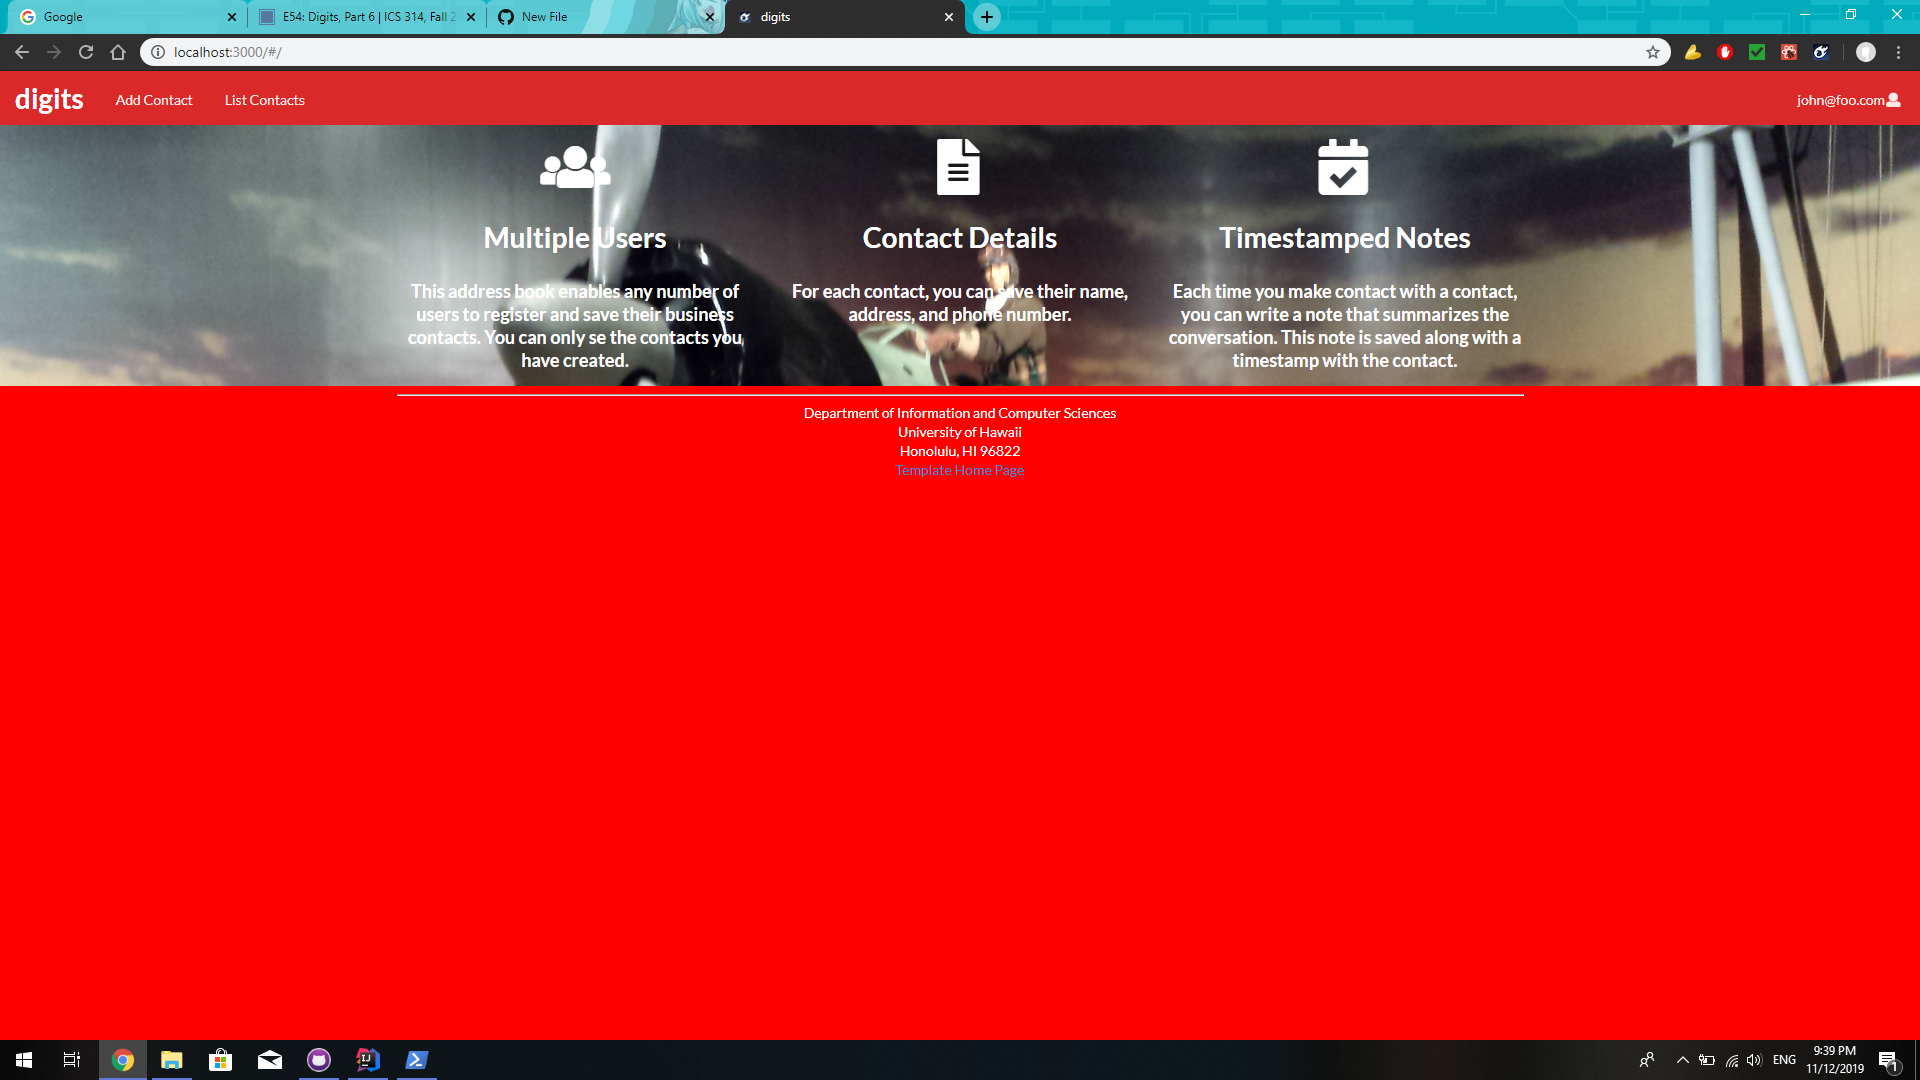 Google
E54: Digits, Part 6 | ICS 314, Fall 2
New File
digits
localhost:3000/#/
digits
Add Contact
List Contacts
john@foo.com
Multiple Users
This address book enables any number of
users to register and save their business
contacts. You can only se the contacts you
have created.
Contact Details
For each contact, you can save their name,
address, and phone number.
Timestamped Notes
Each time you make contact with a contact,
you can write a note that summarizes the
conversation. This note is saved along with a
timestamp with the contact.
Department of Information and Computer Sciences
University of Hawaii
Honolulu, HI 96822
Template Home Page
IJ
ENG
9:39 PM
11/12/2019
1